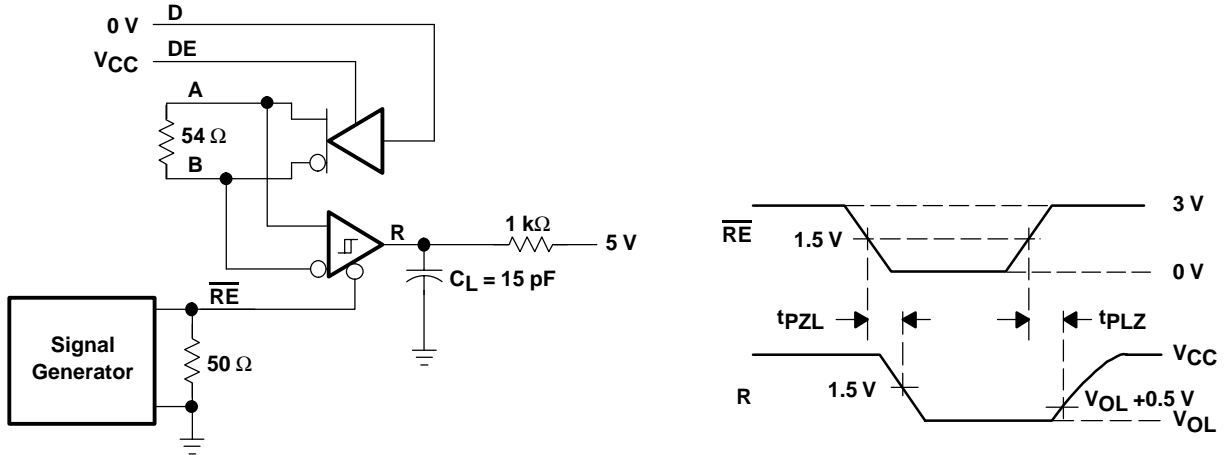 0 V D
VCC DE
A
54 Ω
B
R
1 kΩ
5 V
CL = 15 pF
RE
Signal
Generator
50 Ω
RE
3 V
1.5 V
0 V
tPZL
tPLZ
R
VCC
1.5 V
VOL +0.5 V
VOL